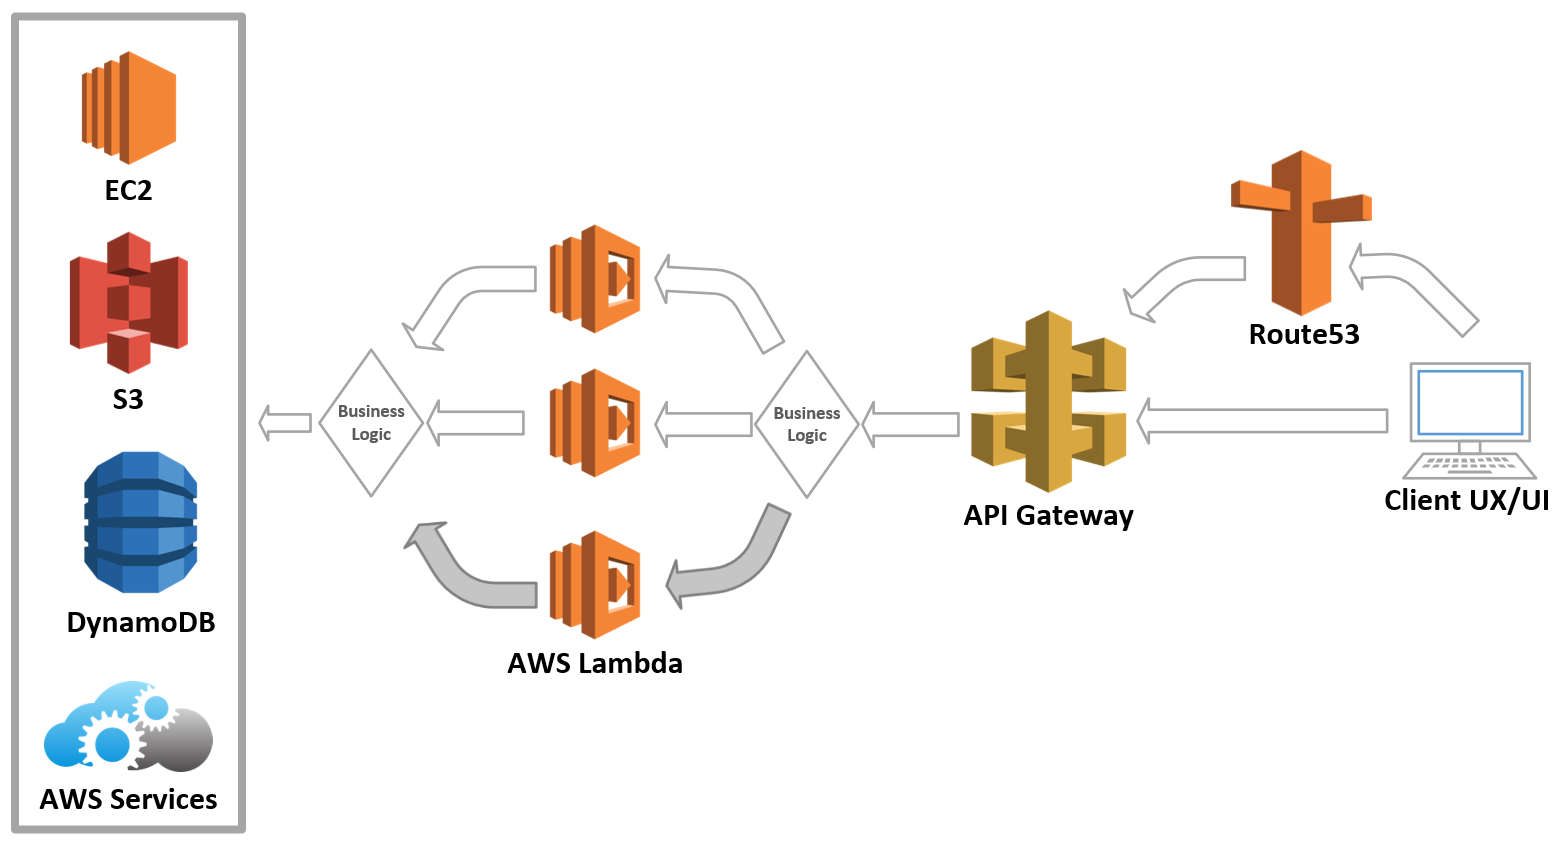 EC2
S3
DynamoDB
AWS Services
Business
Logic
AWS Lambda
Business
Logic
API Gateway
Route53
Client UX/UI